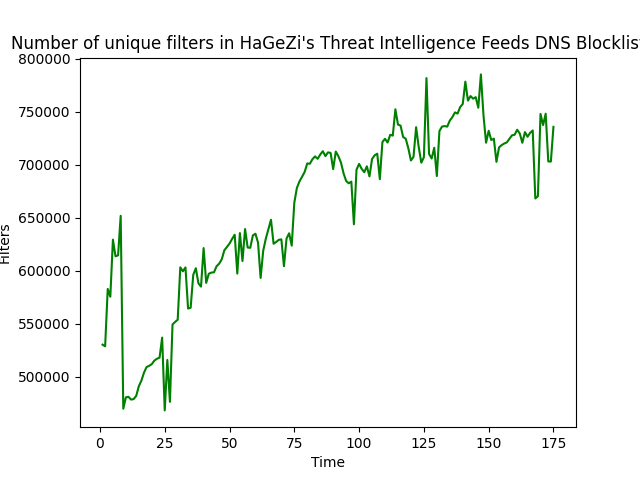 Number of unique filters in HaGeZi's Threat Intelligence Feeds DNS Blocklist
800000
750000
700000
650000
600000
550000
500000
Filters
0 25 50 75 100 125 150 175
Time